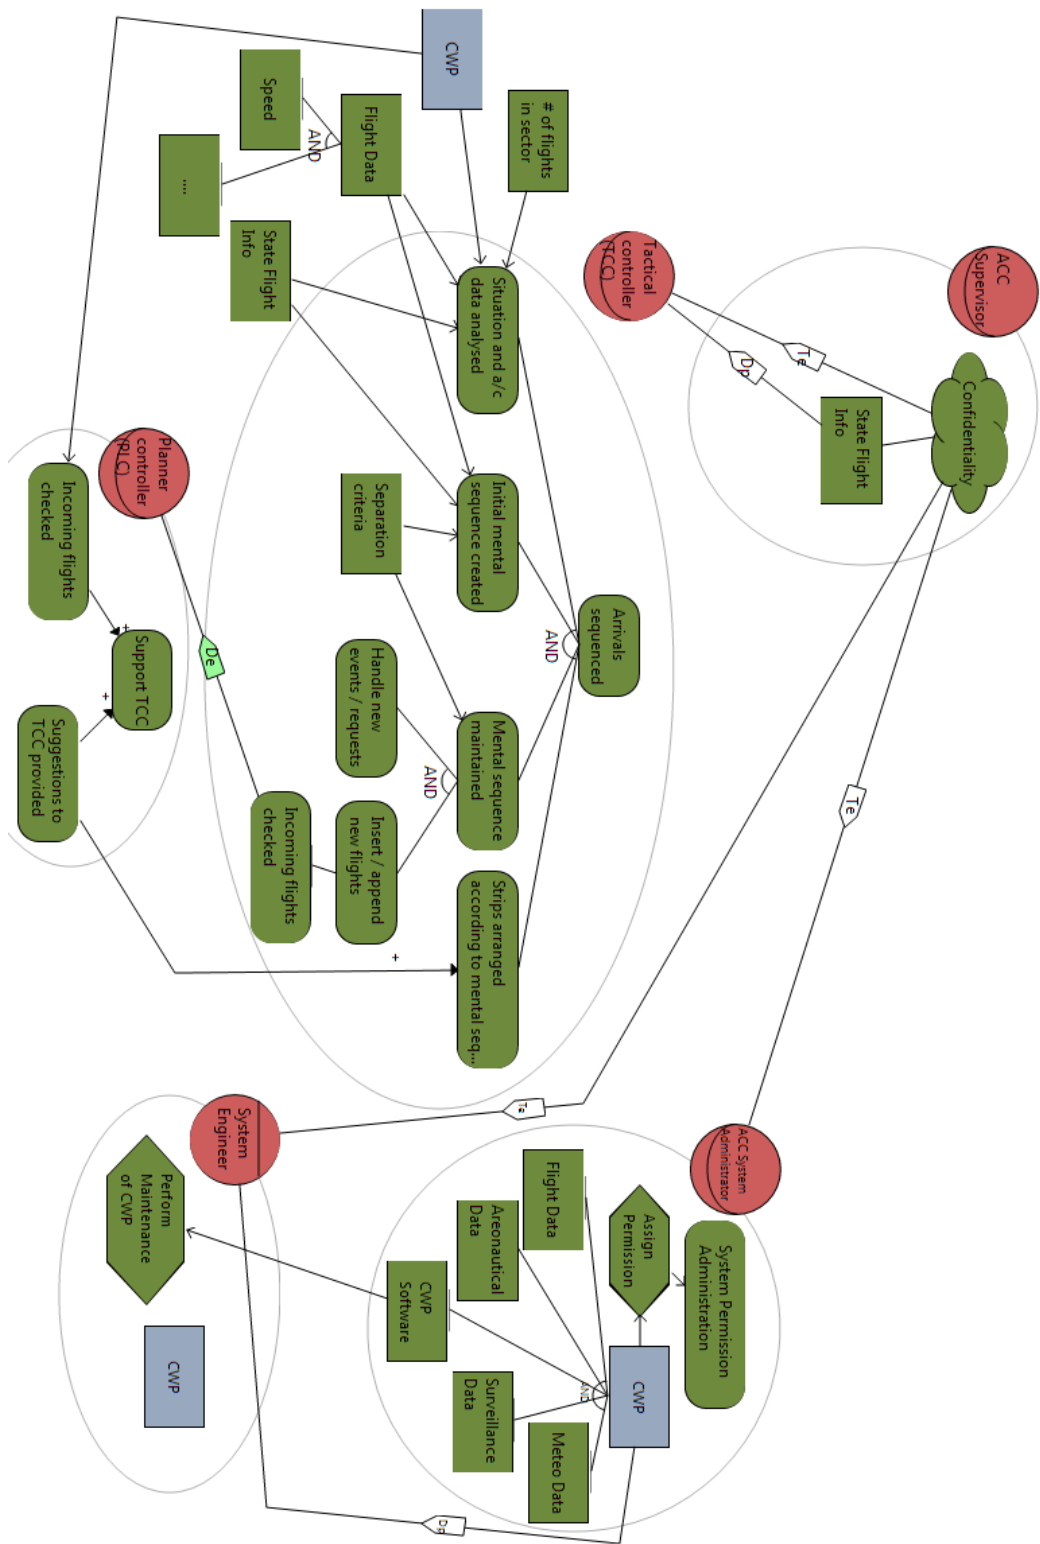 ACC
Supervisor
Confidentiality
Te
Dp
State Flight
Info
Tactical
controller
(TCC)
# of flights
in sector
CWP
Speed
AND
Flight Data
....
State Flight
Info
Situation and a/c
data analysed
Initial mental
sequence created
Separation
criteria
Arrivals
sequenced
AND
Mental sequence
maintained
Handle new
events / requests
AND
Insert / append
new flights
Incoming flights
checked
Strips arranged
according to mental seq...
+
De
Planner
controller
(PLC)
Incoming flights
checked
+
Support TCC
+
Suggestions to
TCC provided
Te
Te
ACC System
Administrator
System Permission
Administration
Assign
Permission
CWP
AND
Flight Data
Areonautical
Data
CWP
Software
Surveillance
Data
Meteo Data
System
Engineer
Perform
Maintenance
of CWP
CWP
Dp